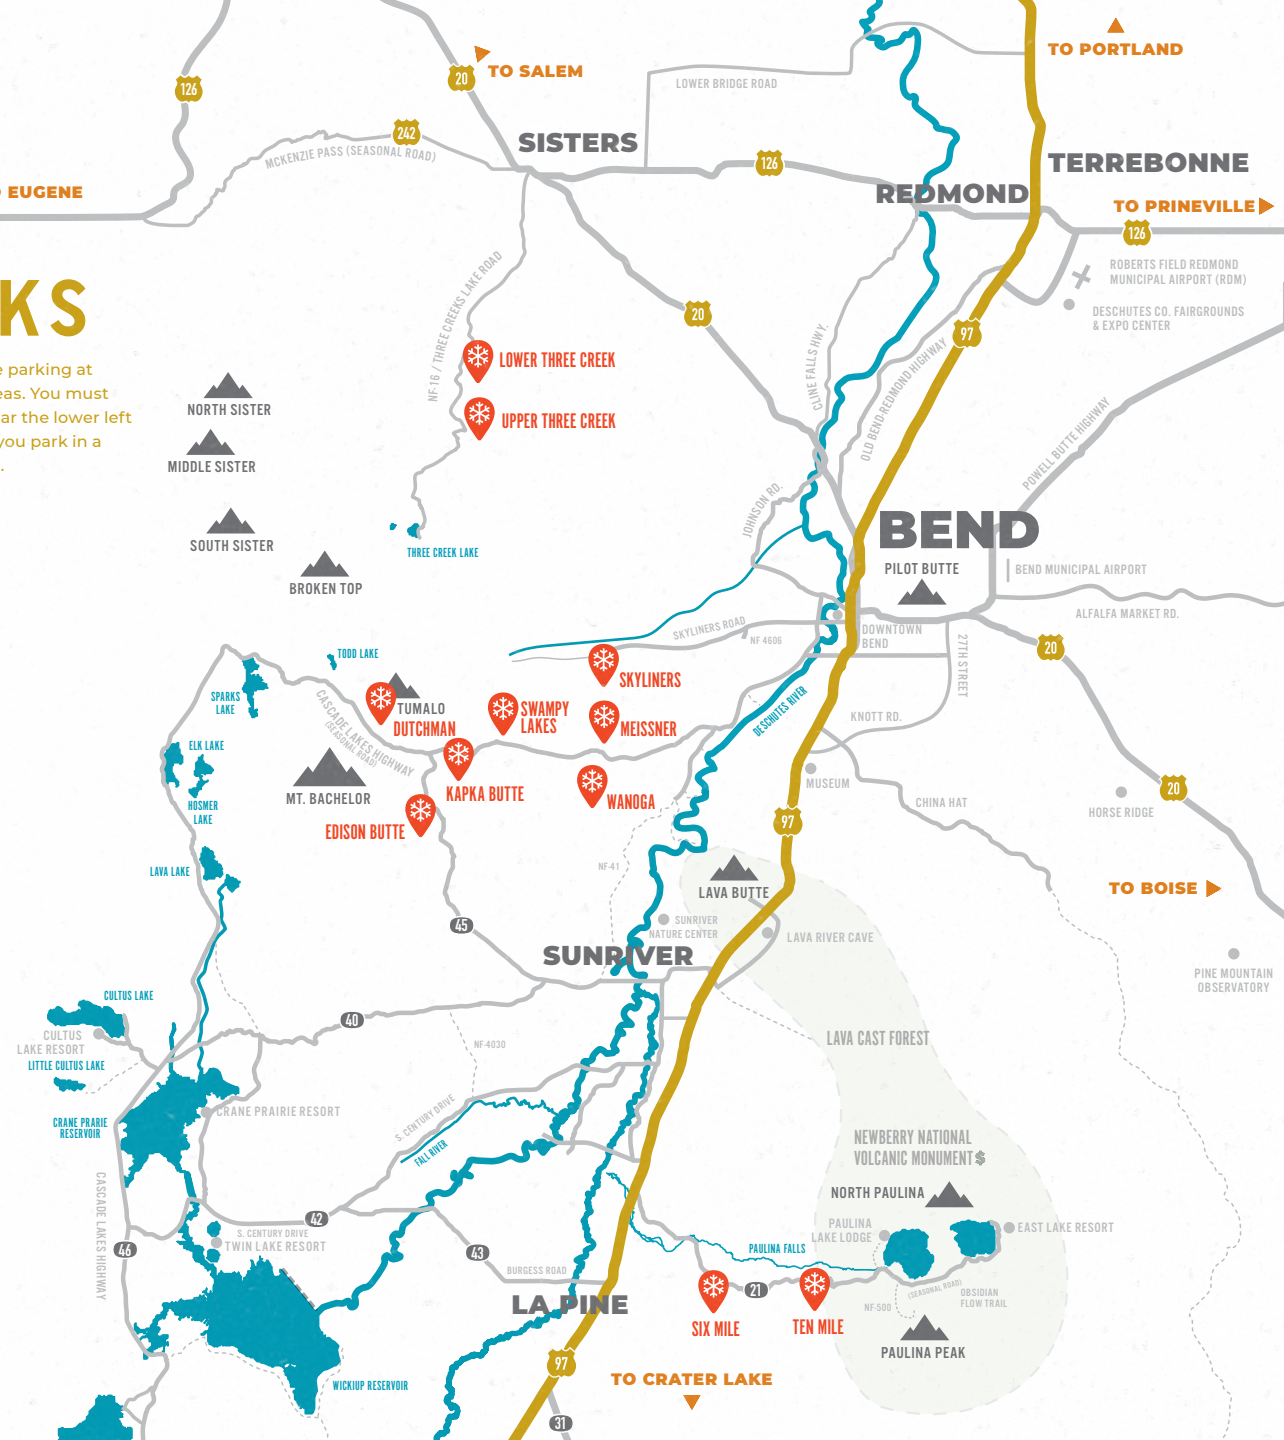 TO PORTLAND
TO SALEM
20
LOWER BRIDGE ROAD
126
242
SISTERS
MCKENZIE PASS (SEASONAL ROAD)
126
TERREBONNE
EUGENE
REDMOND
TO PRINEVILLE
126
ROBERTS FIELD REDMOND
MUNICIPAL AIRPORT (RDM)
NF-16 / THREE CREEKS LAKE ROAD
DESCHUTES CO. FAIRGROUNDS
& EXPO CENTER
KS
20
97
LOWER THREE CREEK
CLINE FALLS HWY.
OLD BEND-REDMOND HIGHWAY
e parking at
eas. You must
ar the lower left
you park in a
.
NORTH SISTER
UPPER THREE CREEK
POWELL BUTTE HIGHWAY
MIDDLE SISTER
JOHNSON RD.
SOUTH SISTER
BEND
THREE CREEK LAKE
PILOT BUTTE
BEND MUNICIPAL AIRPORT
BROKEN TOP
ALFALFA MARKET RD.
SKYLINERS ROAD
NF 4606
DOWNTOWN
BEND
27TH STREET
20
TODD LAKE
SKYLINERS
SPARKS
LAKE
TUMALO
DUTCHMAN
SWAMPY
LAKES
MEISSNER
DESCHUTES RIVER
KNOTT RD.
CASCADE LAKES HIGHWAY
(SEASONAL ROAD)
ELK LAKE
HOSMER
LAKE
MT. BACHELOR
KAPKA BUTTE
WANOGA
MUSEUM
CHINA HAT
HORSE RIDGE
20
EDISON BUTTE
97
LAVA LAKE
NF-41
LAVA BUTTE
TO BOISE
45
SUNRIVER
NATURE CENTER
LAVA RIVER CAVE
SUNRIVER
PINE MOUNTAIN
OBSERVATORY
CULTUS LAKE
40
CULTUS
LAKE RESORT
NF-4030
LAVA CAST FOREST
LITTLE CULTUS LAKE
CRANE PRARIE
RESERVOIR
CRANE PRAIRIE RESORT
S. CENTURY DRIVE
FALL RIVER
NEWBERRY NATIONAL
VOLCANIC MONUMENT $
CASCADE LAKES HIGHWAY
NORTH PAULINA
42
S. CENTURY DRIVE
TWIN LAKE RESORT
46
43
PAULINA
LAKE LODGE
EAST LAKE RESORT
PAULINA FALLS
BURGESS ROAD
21
(SEASONAL ROAD)
OBSIDIAN
FLOW TRAIL
NF-500
LA PINE
SIX MILE
TEN MILE
PAULINA PEAK
97
TO CRATER LAKE
WICKIUP RESERVOIR
31